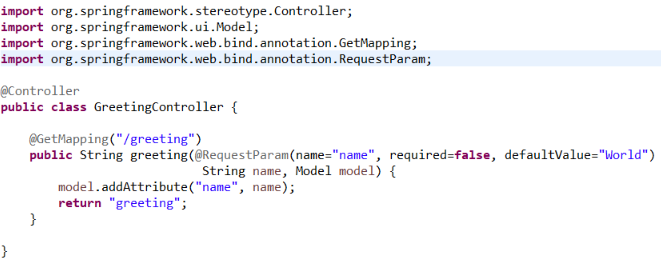 import org.springframework.stereotype.Controller;
import org.springframework.ui.Model;
import org.springframework.web.bind.annotation.GetMapping;
import org.springframework.web.bind.annotation.RequestParam;

@Controller
public class GreetingController {

    @GetMapping("/greeting")
    public String greeting(@RequestParam(name="name", required=false, defaultValue="World")
                            String name, Model model) {
        model.addAttribute("name", name);
        return "greeting";
    }

}